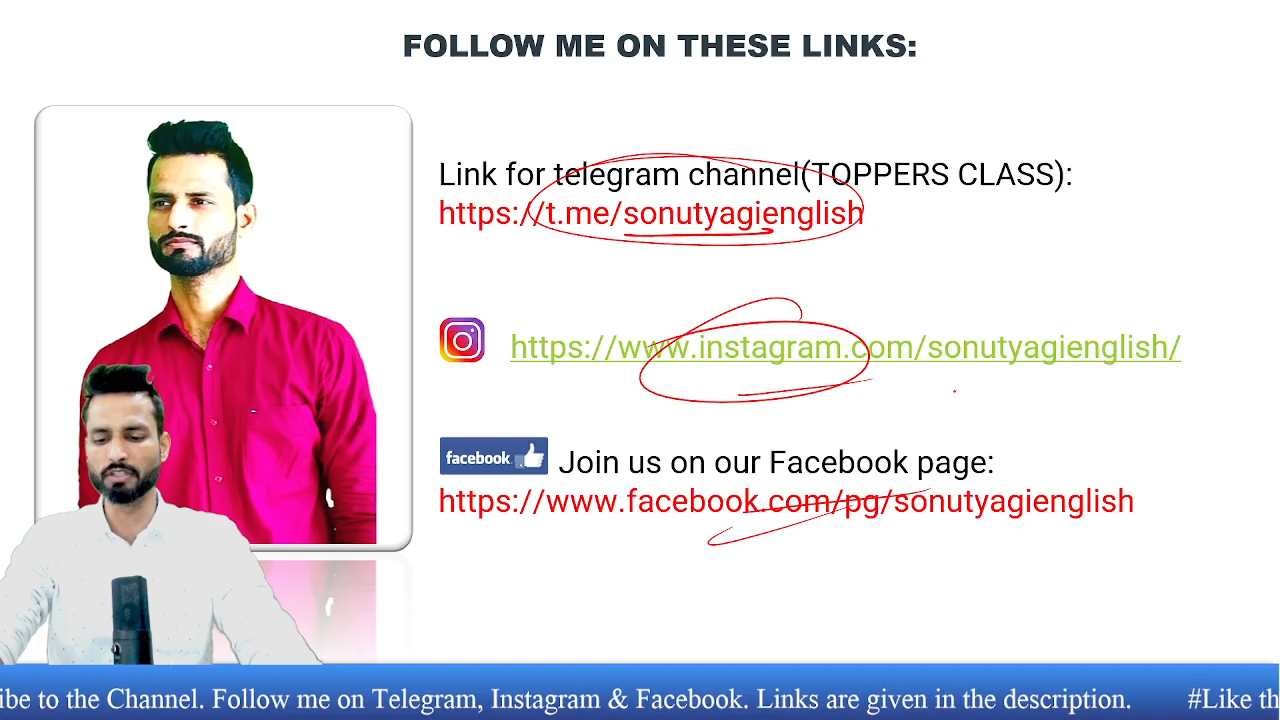 FOLLOW ME ON THESE LINKS:
Link for telegram channel(TOPPERS CLASS):
https://t.me/sonutyagienglish
https://www.instagram.com/sonutyagienglish/
facebook
Join us on our Facebook page:
https://www.facebook.com/pg/sonutyagienglish
ibe to the Channel. Follow me on Telegram, Instagram & Facebook. Links are given in the description. #Like th